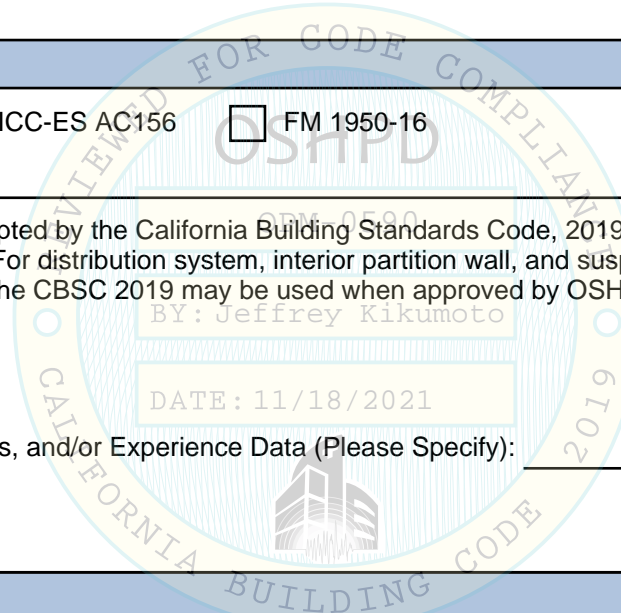 REVIEWED FOR CODE COMPLIANCE
ICC-ES AC156 FM 1950-16
OSHPD
OPM-0590
pted by the California Building Standards Code, 2019
For distribution system, interior partition wall, and susp
he CBSC 2019 may be used when approved by OSH
BY: Jeffrey Kikumoto
DATE: 11/18/2021
s, and/or Experience Data (Please Specify):
CALIFORNIA BUILDING CODE 2019